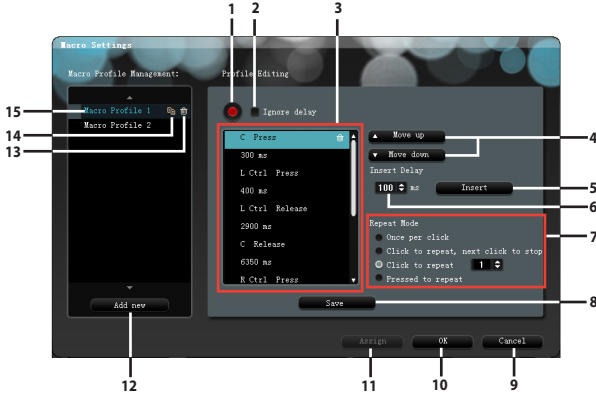 1 2 3
Macro Settings
Macro Profile Management: Profile Editing
15 Macro Profile 1
14
13
Macro Profile 2
Ignore delay
C Press
300 ms
L Ctrl Press
400 ms
L Ctrl Release
2900 ms
C Release
6350 ms
R Ctrl Press
Move up
Move down
4
Insert Delay
100 ms Insert
5
6
Repeat Mode
7
Once per click
Click to repeat, next click to stop
Click to repeat 1
Pressed to repeat
Add new
Save
8
Assign OK Cancel
12 11 10 9